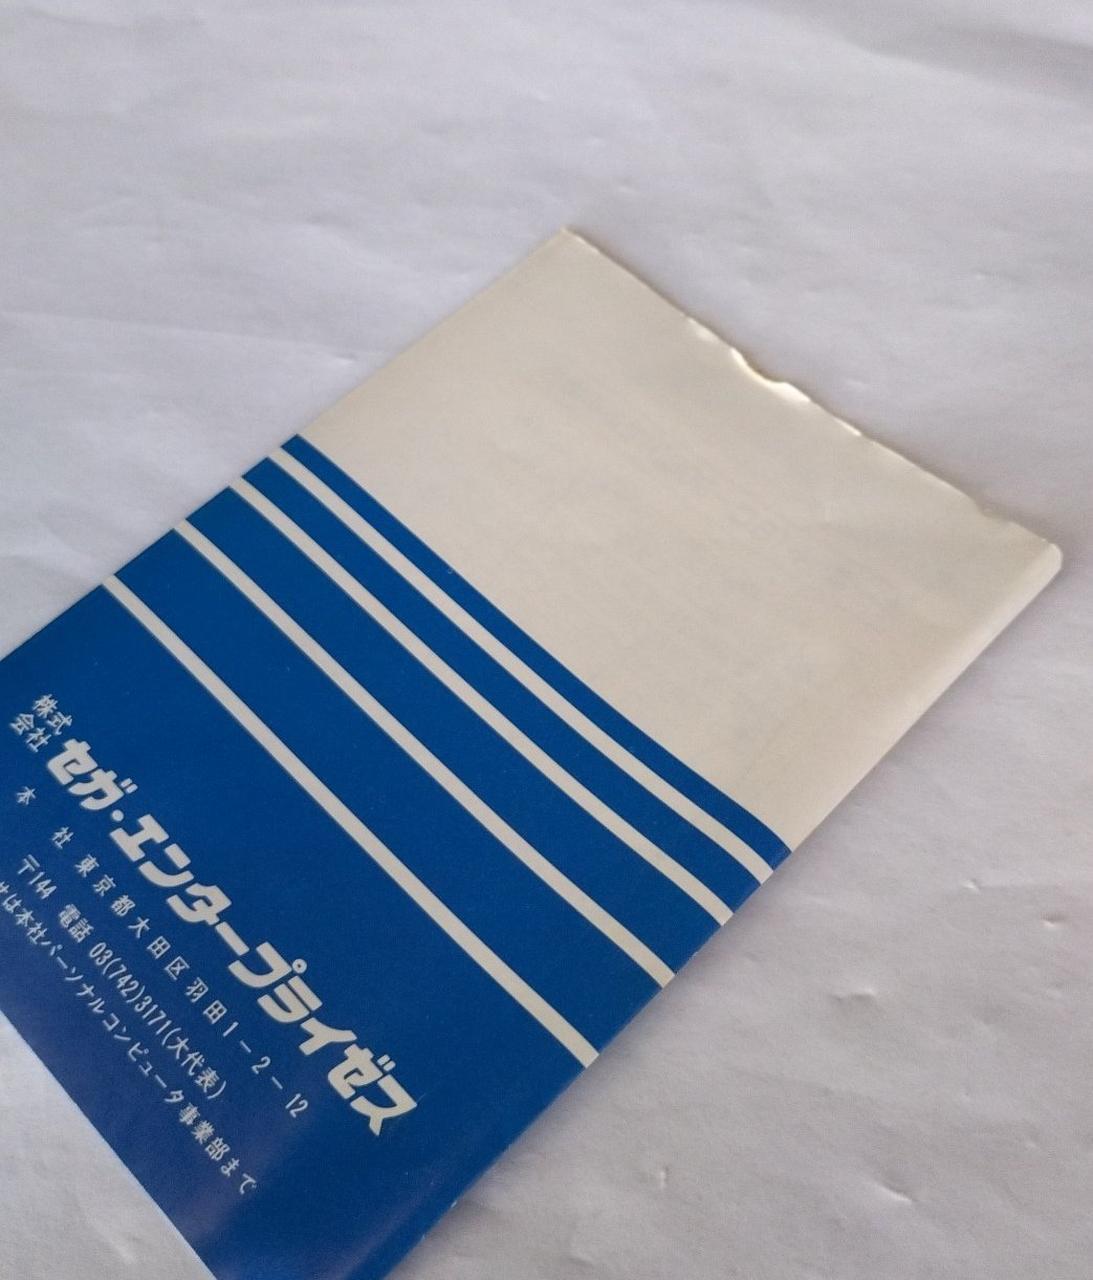 株式会社 セガ・エンタープライゼス
本社 東京都大田区羽田1-2-12
〒144 電話 03(742)3171(大代表)
は本社パーソナルコンピュータ事業部まで